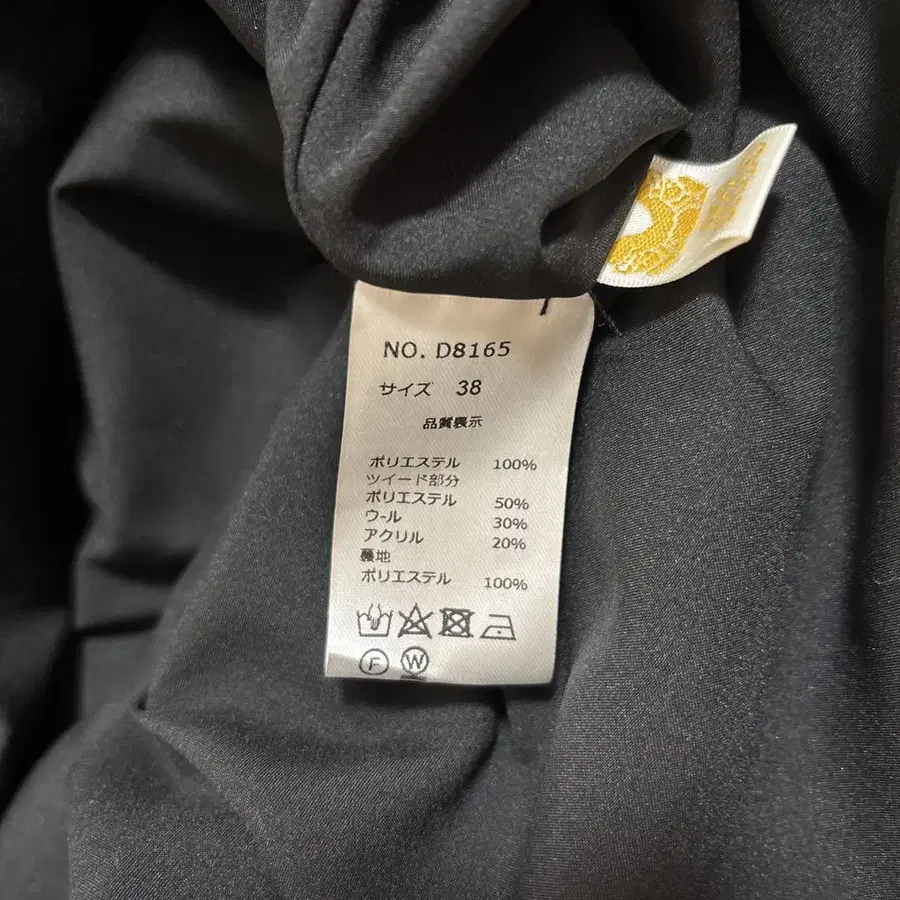 NO. D8165
サイズ 38
品質表示
ポリエステル 100%
ツイード部分
ポリエステル 50%
ウール 30%
アクリル 20%
裏地
ポリエステル 100%
F W